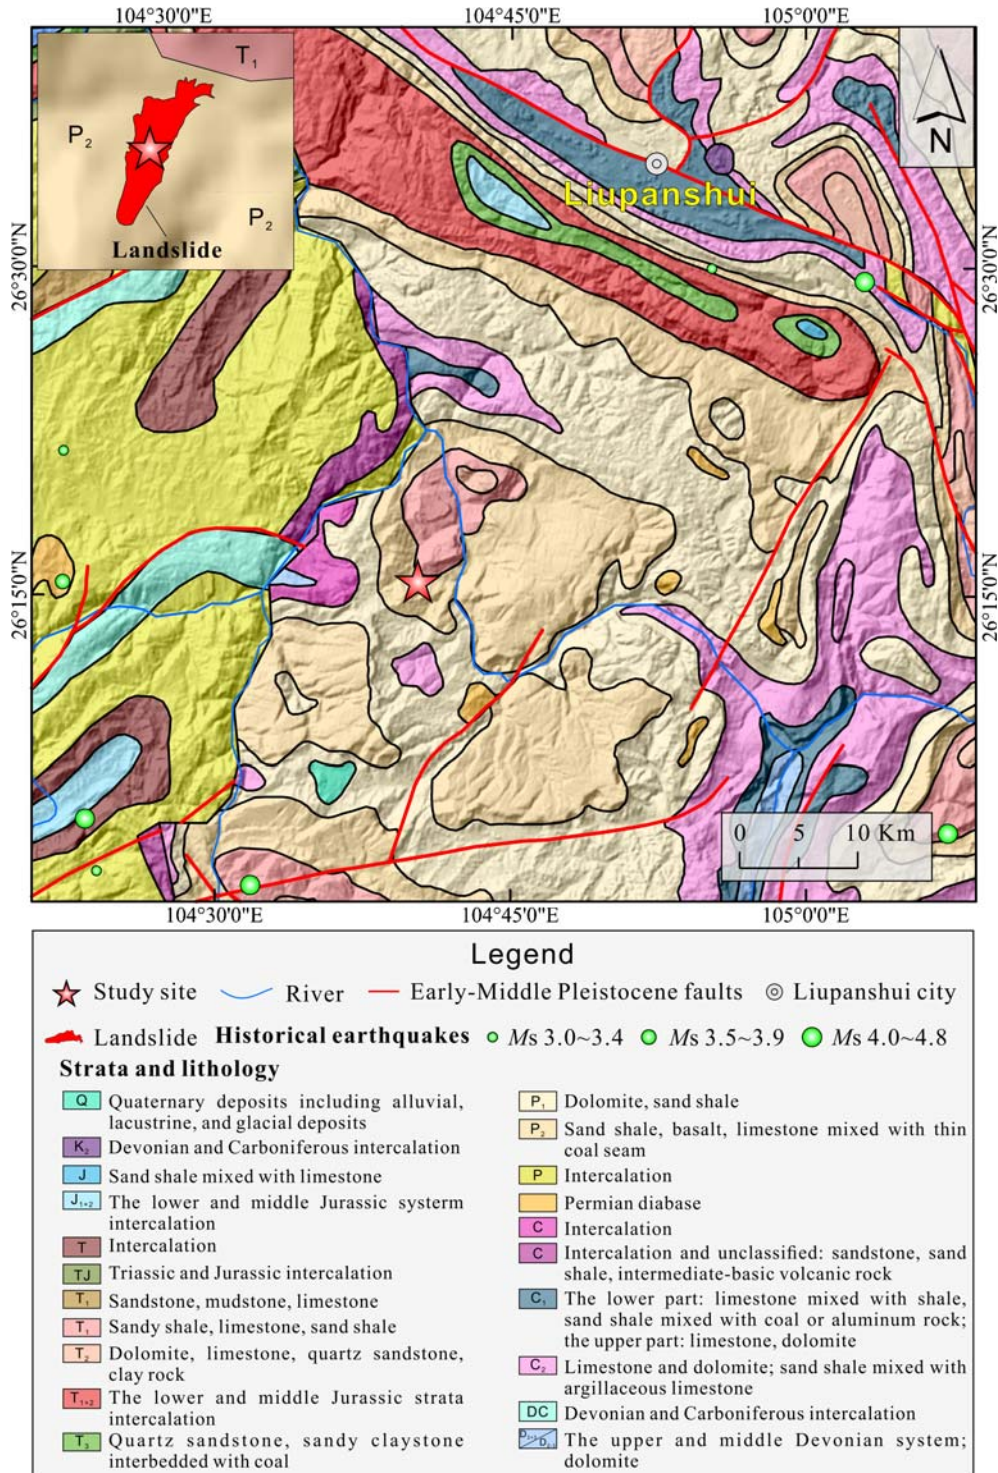 104°30'0"E 104°45'0"E 105°0'0"E
T1
P2
P2
Landslide
N
Liupanshui
26°30'0"N 26°30'0"N
26°15'0"N 26°15'0"N
0 5 10 Km
104°30'0"E 104°45'0"E 105°0'0"E
Legend
Study site River Early-Middle Pleistocene faults Liupanshui city
Landslide Historical earthquakes Ms 3.0~3.4 Ms 3.5~3.9 Ms 4.0~4.8
Strata and lithology
Q Quaternary deposits including alluvial,
lacustrine, and glacial deposits
K2 Devonian and Carboniferous intercalation
J Sand shale mixed with limestone
J1+2 The lower and middle Jurassic systerm
intercalation
T Intercalation
TJ Triassic and Jurassic intercalation
T1 Sandstone, mudstone, limestone
T1 Sandy shale, limestone, sand shale
T2 Dolomite, limestone, quartz sandstone,
clay rock
T1+2 The lower and middle Jurassic strata
intercalation
T3 Quartz sandstone, sandy claystone
interbedded with coal
P1 Dolomite, sand shale
P2 Sand shale, basalt, limestone mixed with thin
coal seam
P Intercalation
Permian diabase
C Intercalation
C Intercalation and unclassified: sandstone, sand
shale, intermediate-basic volcanic rock
C1 The lower part: limestone mixed with shale,
sand shale mixed with coal or aluminum rock;
the upper part: limestone, dolomite
C2 Limestone and dolomite; sand shale mixed with
argillaceous limestone
DC Devonian and Carboniferous intercalation
The upper and middle Devonian system;
dolomite